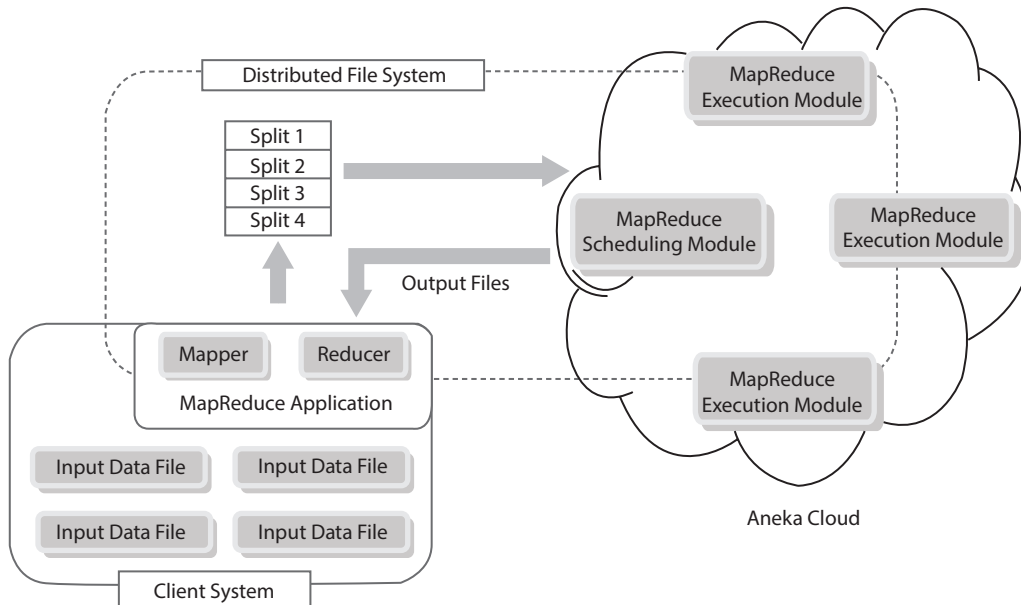 Distributed File System
MapReduce
Execution Module
Split 1
Split 2
Split 3
Split 4
MapReduce
Scheduling Module
MapReduce
Execution Module
Output Files
Mapper
Reducer
MapReduce Application
MapReduce
Execution Module
Input Data File
Input Data File
Input Data File
Input Data File
Aneka Cloud
Client System